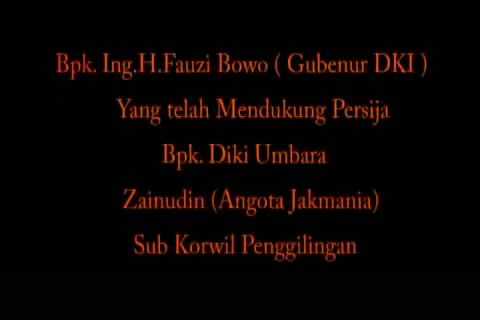 Bpk. Ing.H.Fauzi Bowo ( Gubenur DKI )
Yang telah Mendukung Persija
Bpk. Diki Umbara
Zainudin (Angota Jakmania)
Sub Korwil Penggilingan